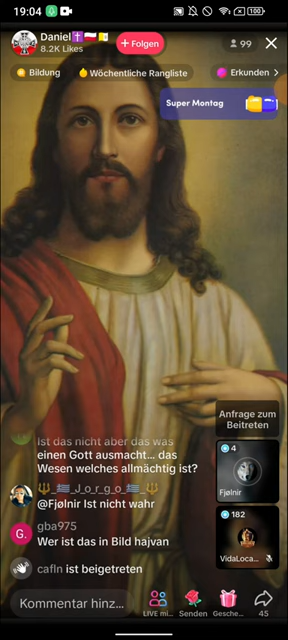 19:04
100
Daniel
8.2K Likes
+ Folgen
99
Bildung
Wöchentliche Rangliste
Erkunden >
Super Montag
Anfrage zum
Beitreten
4
Fjølnir
182
VidaLoca...
Ist das nicht aber das was
einen Gott ausmacht... das
Wesen welches allmächtig ist?
_J_o_r_g_o_
@Fjølnir Ist nicht wahr
G.
gba975
Wer ist das in Bild hajvan
cafln ist beigetreten
Kommentar hinz...
LIVE mi...
Senden
Gesche...
45